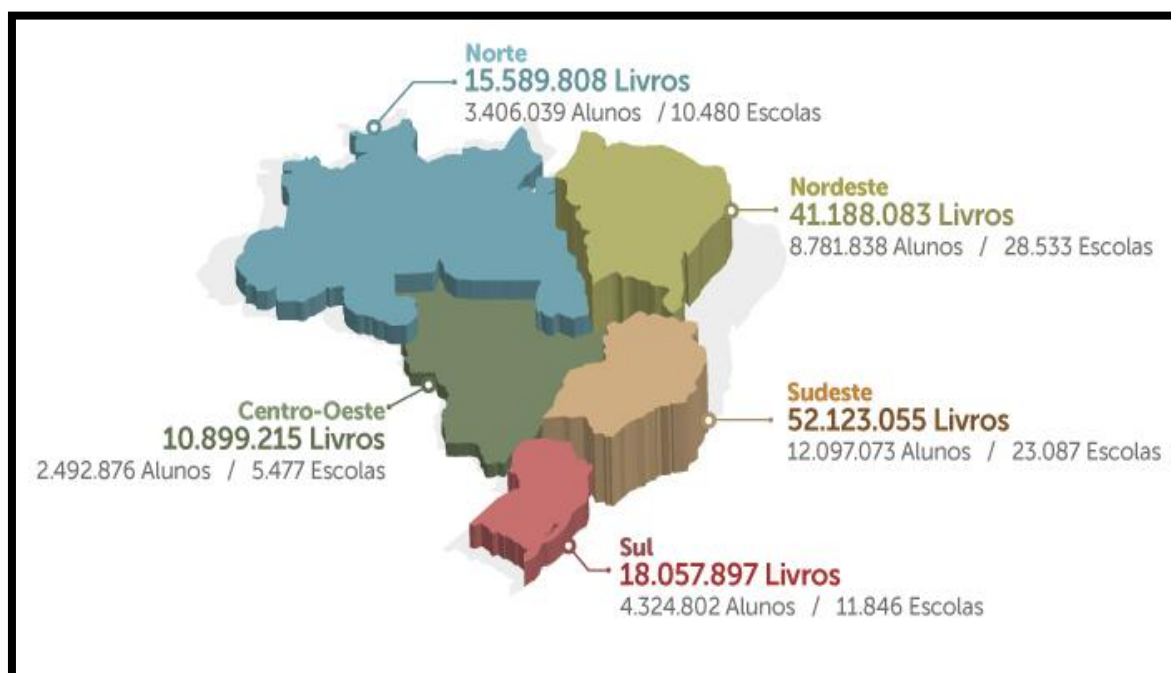 Norte
15.589.808 Livros
3.406.039 Alunos / 10.480 Escolas
Nordeste
41.188.083 Livros
8.781.838 Alunos / 28.533 Escolas
Sudeste
52.123.055 Livros
12.097.073 Alunos / 23.087 Escolas
Centro-Oeste
10.899.215 Livros
2.492.876 Alunos / 5.477 Escolas
Sul
18.057.897 Livros
4.324.802 Alunos / 11.846 Escolas